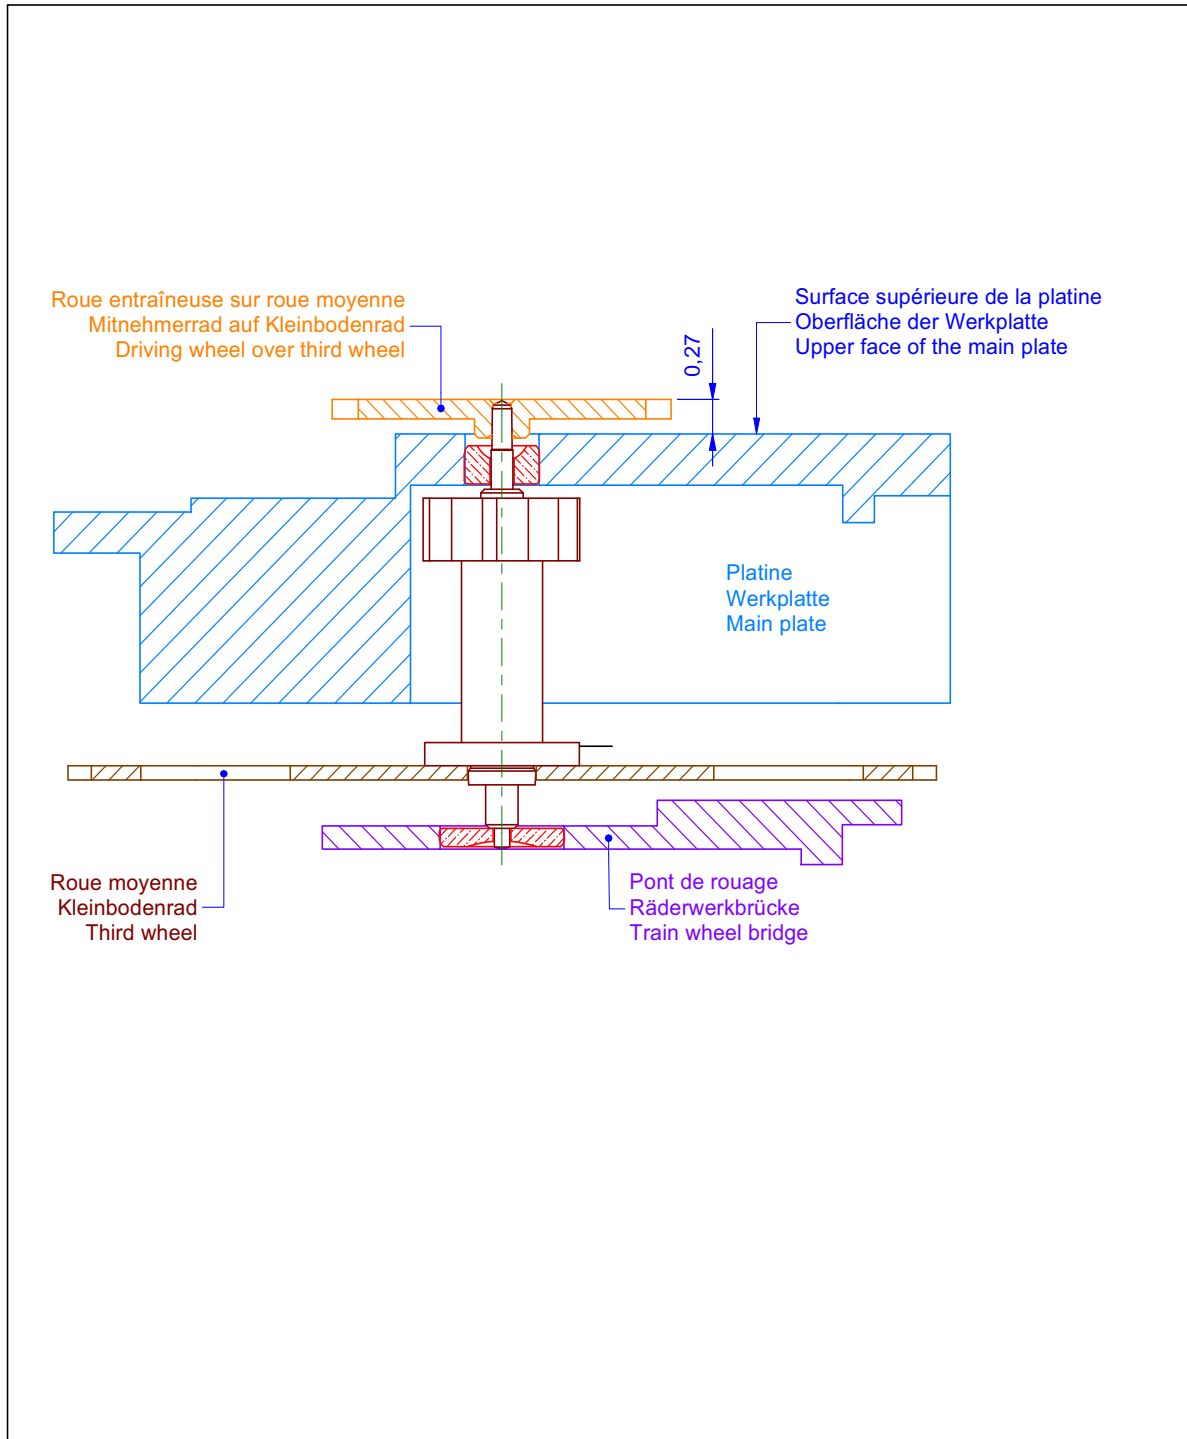 Roue entraîneuse sur roue moyenne
Mitnehmerrad auf Kleinbodenrad
Driving wheel over third wheel
0,27
Surface supérieure de la platine
Oberfläche der Werkplatte
Upper face of the main plate
Platine
Werkplatte
Main plate
Roue moyenne
Kleinbodenrad
Third wheel
Pont de rouage
Räderwerkbrücke
Train wheel bridge